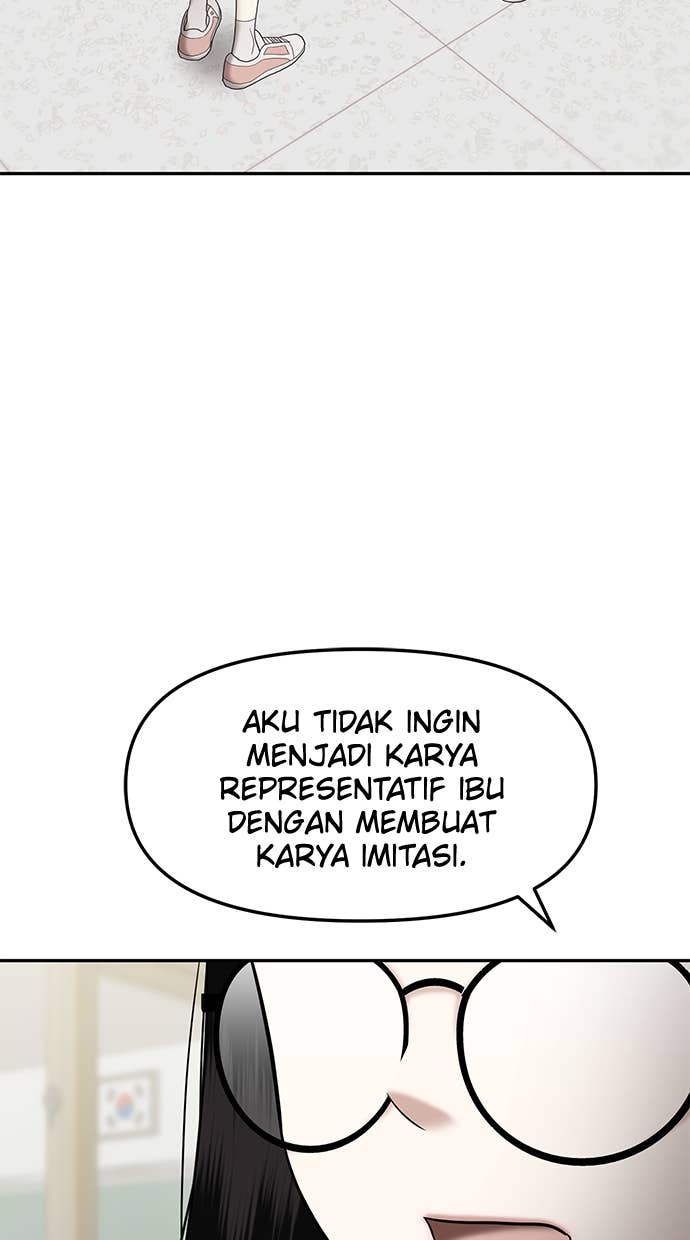 AKU TIDAK INGIN
MENJADI KARYA
REPRESENTATIF IBU
DENGAN MEMBUAT
KARYA IMITASI.